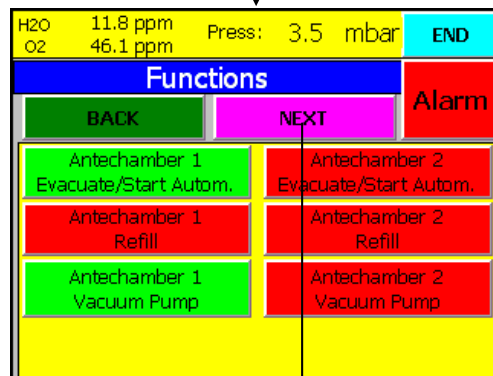 H2O 11.8 ppm Press: 3.5 mbar END
O2 46.1 ppm
Functions
Alarm
BACK NEXT
Antechamber 1 Antechamber 2
Evacuate/Start Autom. Evacuate/Start Autom.
Antechamber 1 Antechamber 2
Refill Refill
Antechamber 1 Antechamber 2
Vacuum Pump Vacuum Pump